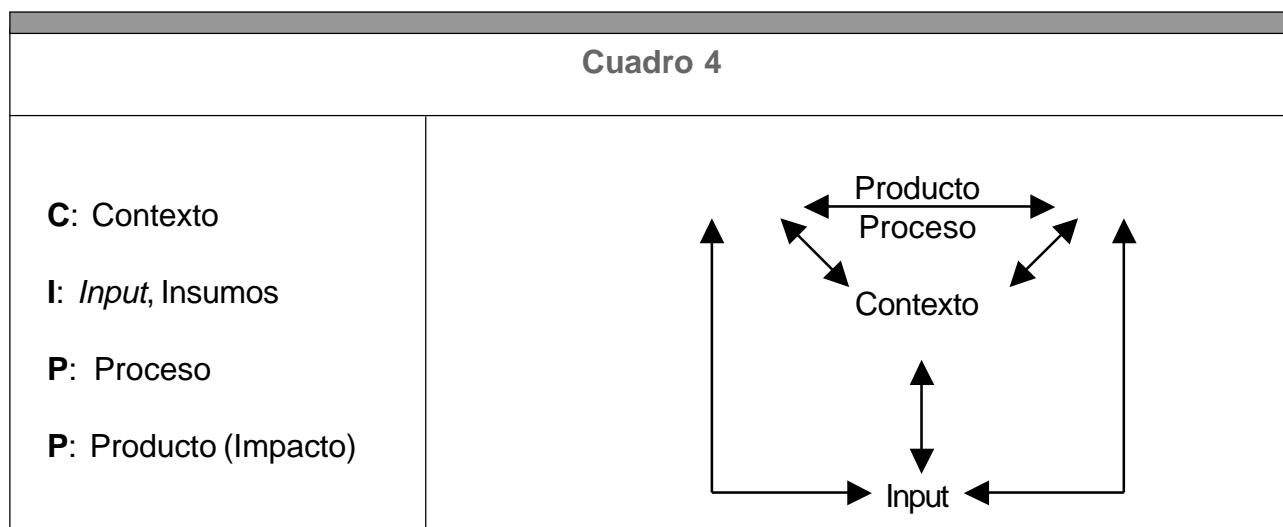 Cuadro 4
C: Contexto
I: Input, Insumos
P: Proceso
P: Producto (Impacto)
Producto
Proceso
Contexto
Input